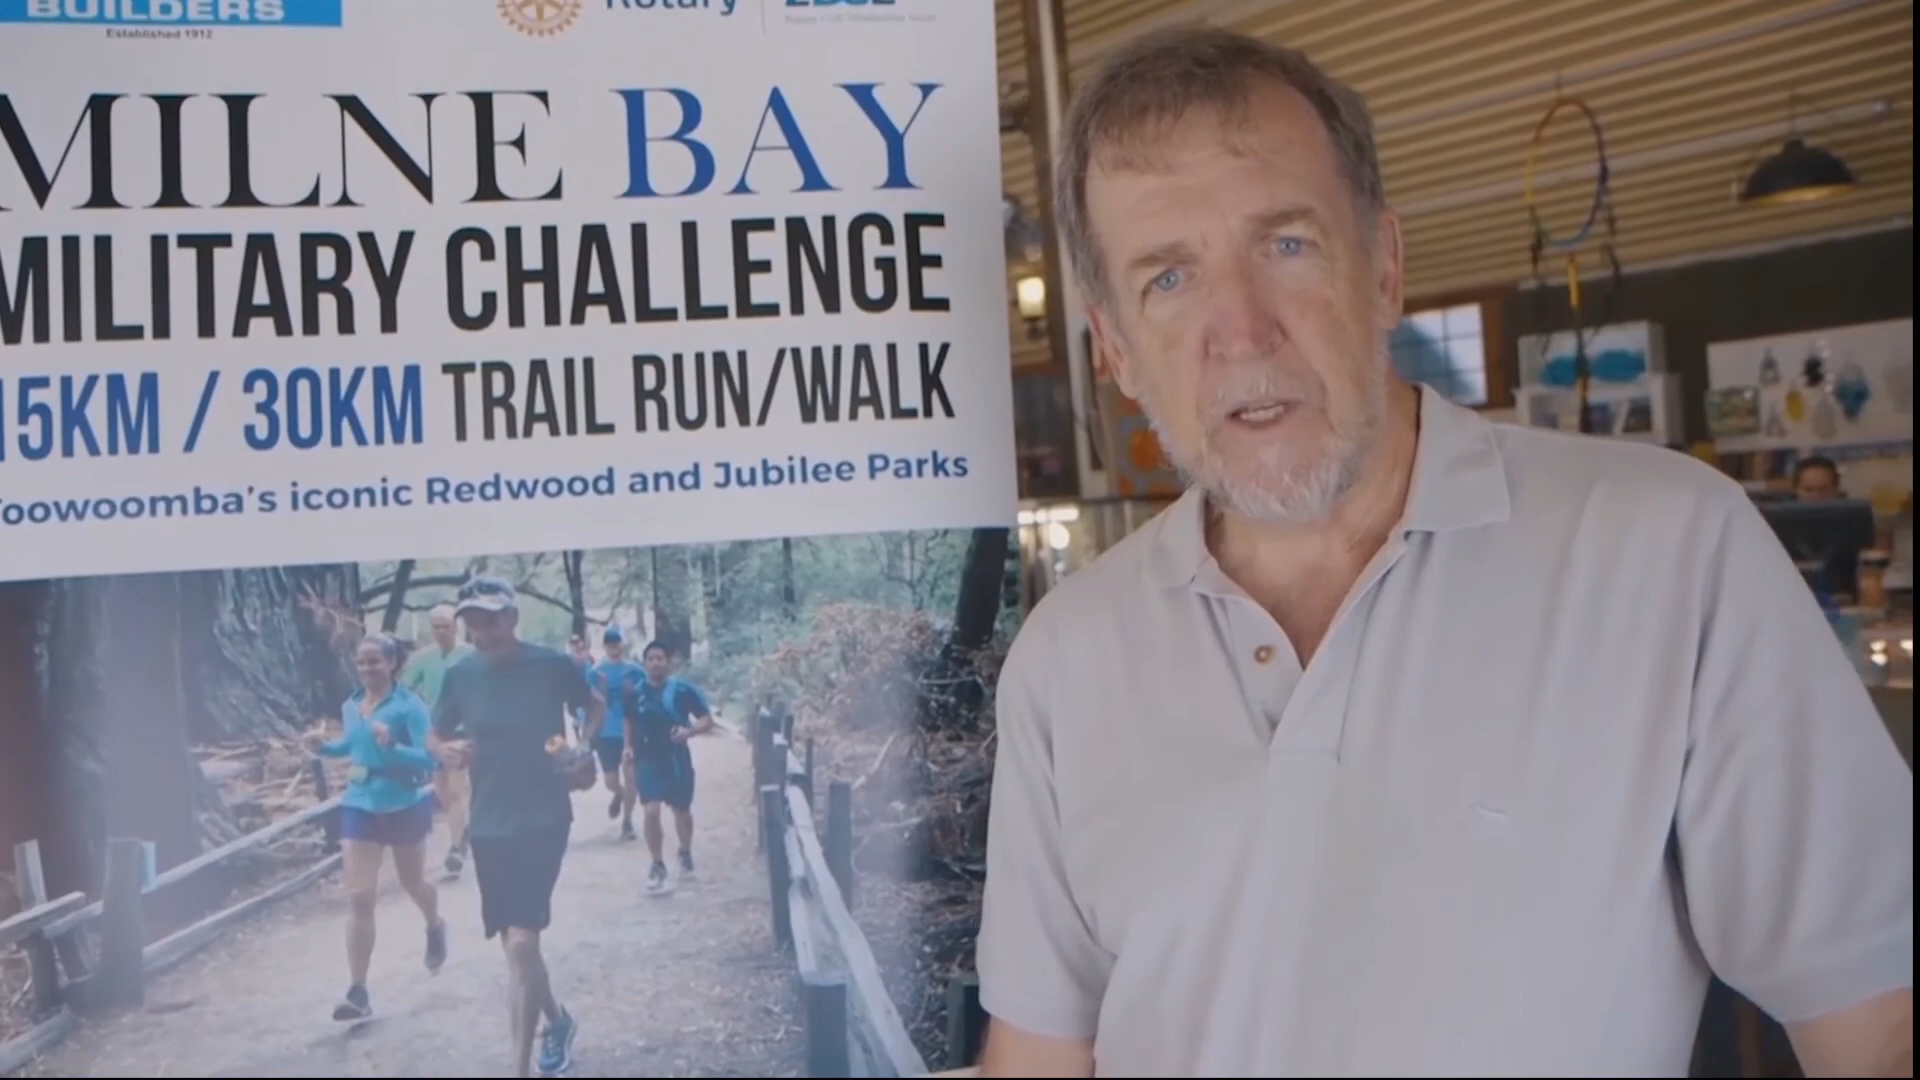 BUILDERS
Established 1912
Rotary
MILNE BAY
MILITARY CHALLENGE
15KM / 30KM TRAIL RUN/WALK
Toowoomba's iconic Redwood and Jubilee Parks